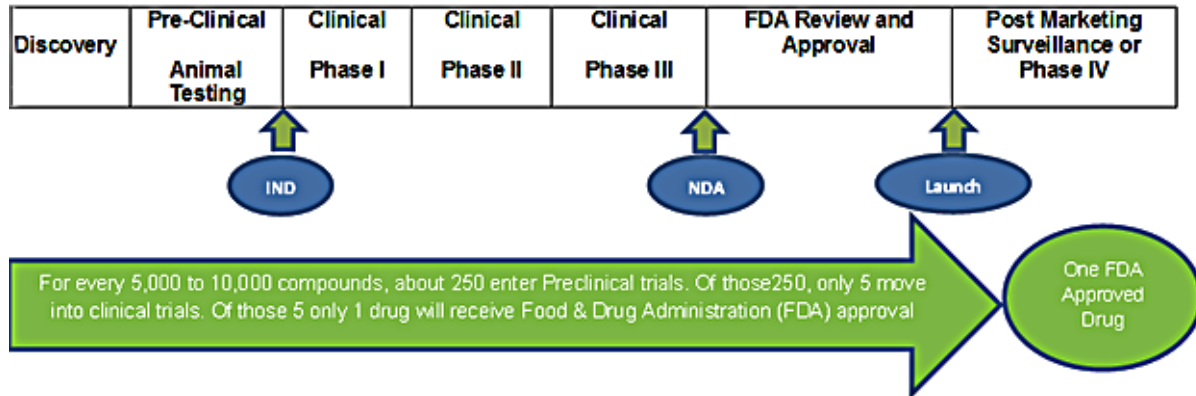 Discovery
Pre-Clinical
Animal
Testing
Clinical
Phase I
Clinical
Phase II
Clinical
Phase III
FDA Review and
Approval
Post Marketing
Surveillance or
Phase IV
IND
NDA
Launch
For every 5,000 to 10,000 compounds, about 250 enter Preclinical trials. Of those250, only 5 move
into clinical trials. Of those 5 only 1 drug will receive Food & Drug Administration (FDA) approval
One FDA
Approved
Drug